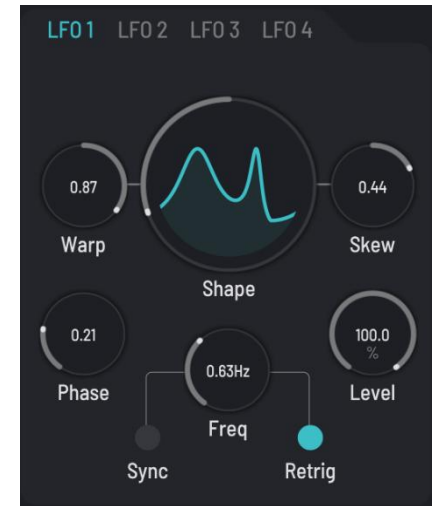 LFO 1 LFO 2 LFO 3 LFO 4
0.87
0.44
Warp
Skew
Shape
0.21
100.0
%
0.63Hz
Phase
Level
Freq
Sync
Retrig